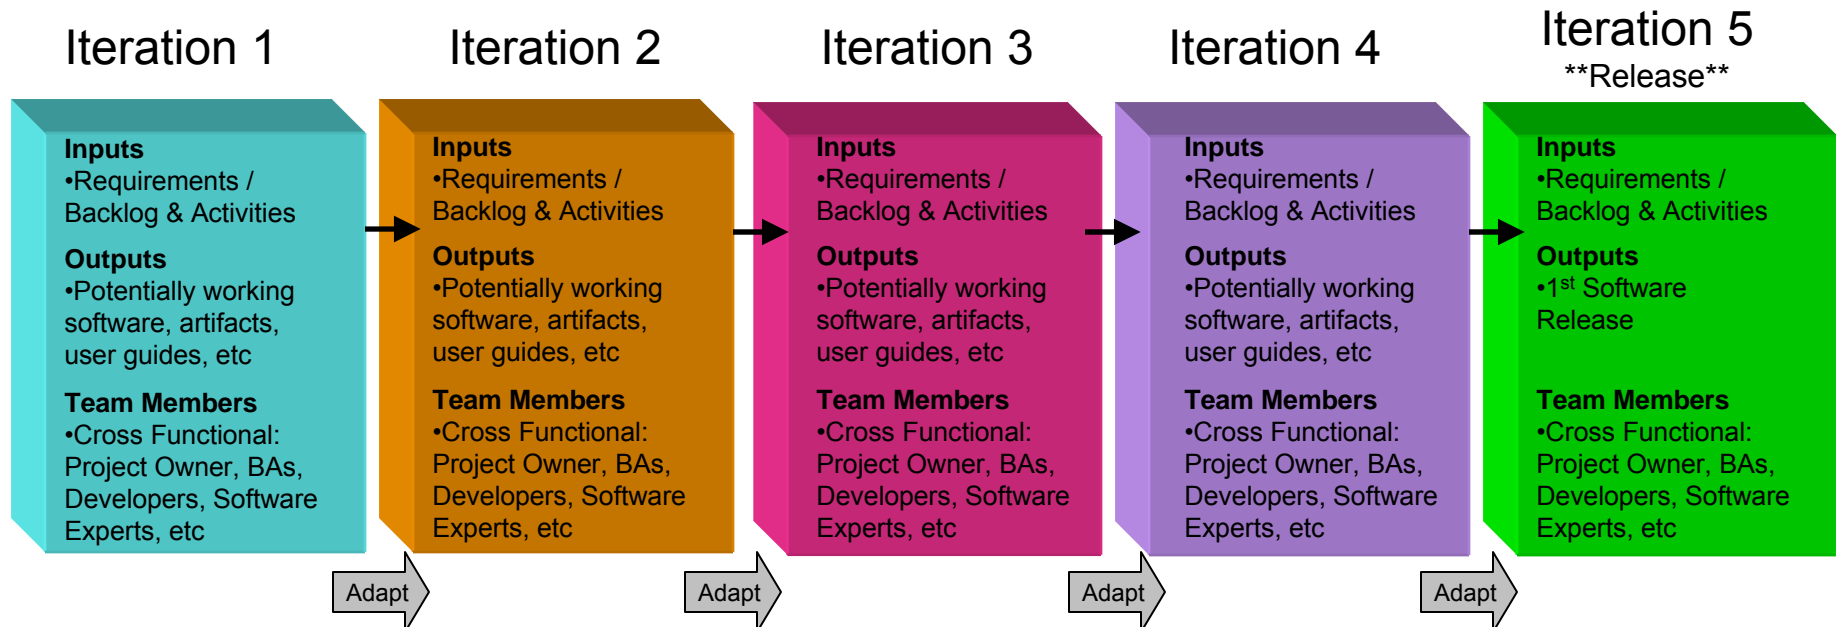 Iteration 1
Iteration 2
Iteration 3
Iteration 4
Iteration 5
**Release**
Inputs
•Requirements /
Backlog & Activities
Outputs
•Potentially working
software, artifacts,
user guides, etc
Team Members
•Cross Functional:
Project Owner, BAs,
Developers, Software
Experts, etc
Inputs
•Requirements /
Backlog & Activities
Outputs
•Potentially working
software, artifacts,
user guides, etc
Team Members
•Cross Functional:
Project Owner, BAs,
Developers, Software
Experts, etc
Inputs
•Requirements /
Backlog & Activities
Outputs
•Potentially working
software, artifacts,
user guides, etc
Team Members
•Cross Functional:
Project Owner, BAs,
Developers, Software
Experts, etc
Inputs
•Requirements /
Backlog & Activities
Outputs
•Potentially working
software, artifacts,
user guides, etc
Team Members
•Cross Functional:
Project Owner, BAs,
Developers, Software
Experts, etc
Inputs
•Requirements /
Backlog & Activities
Outputs
•1st Software
Release
Team Members
•Cross Functional:
Project Owner, BAs,
Developers, Software
Experts, etc
Adapt
Adapt
Adapt
Adapt